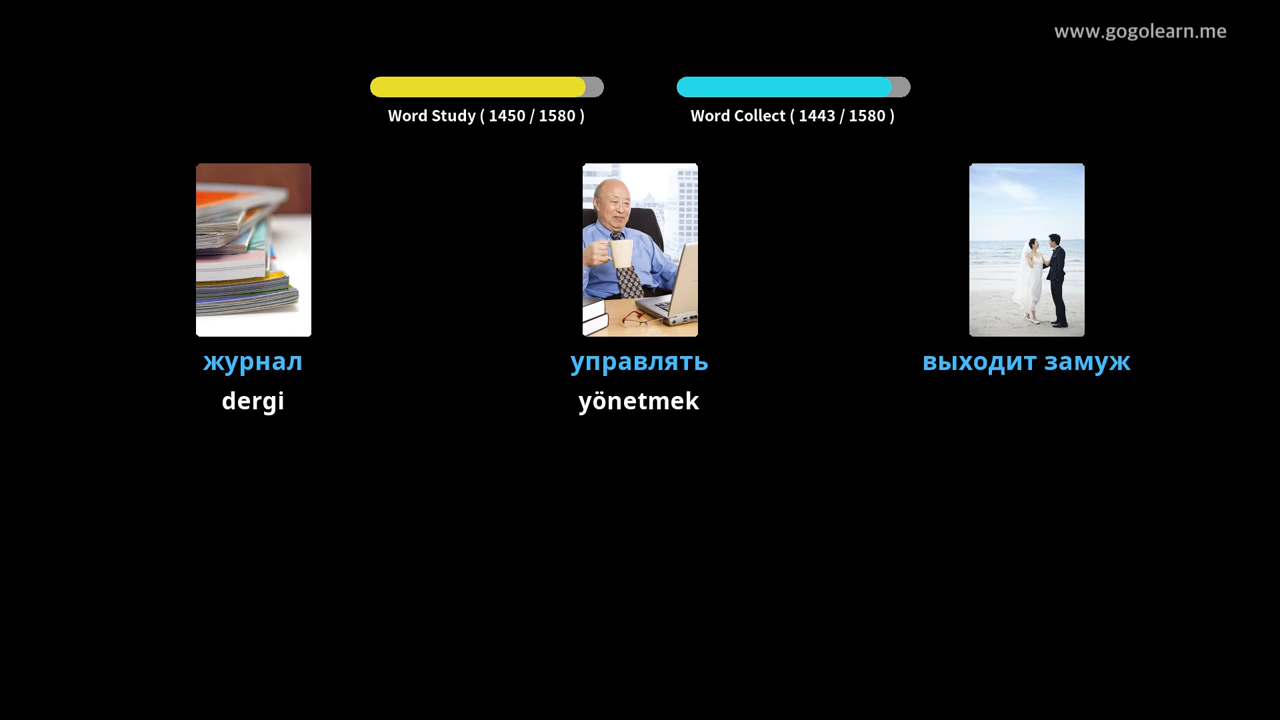 www.gogolearn.me
Word Study ( 1450 / 1580 )
Word Collect ( 1443 / 1580 )
журнал
управлять
выходит замуж
dergi
yönetmek